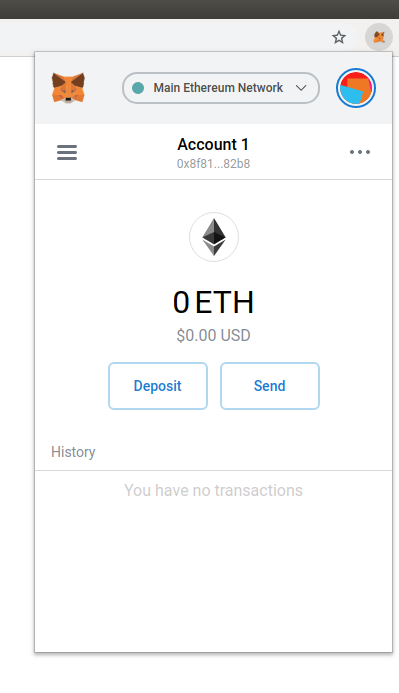 Main Ethereum Network
Account 1
0x8f81...82b8
0 ETH
$0.00 USD
Deposit
Send
History
You have no transactions